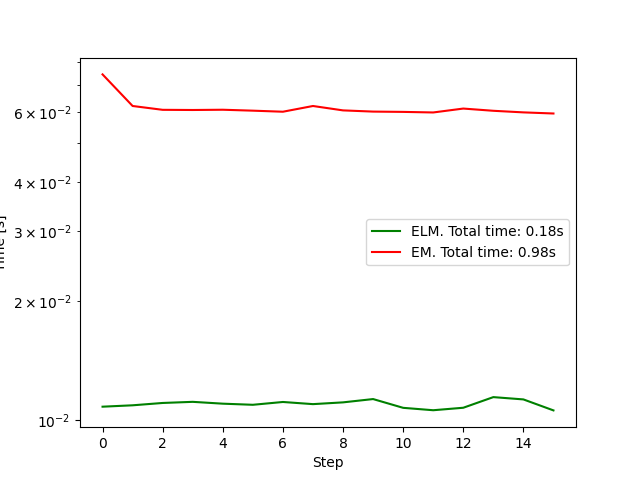 6 × 10⁻²
4 × 10⁻²
3 × 10⁻²
2 × 10⁻²
10⁻²
Time [s]
ELM. Total time: 0.18s
EM. Total time: 0.98s
0 2 4 6 8 10 12 14
Step